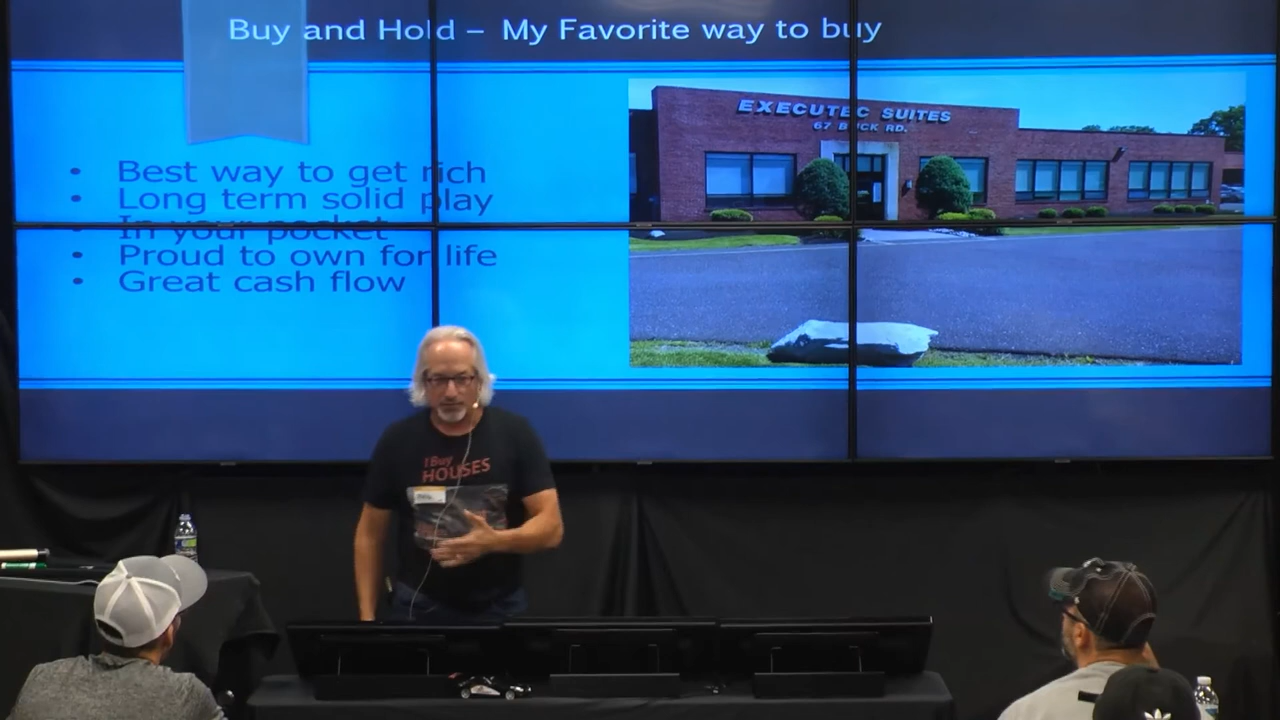 Buy and Hold – My Favorite way to buy
EXECUTEC SUITES
67 BUCK RD.
• Best way to get rich
• Long term solid play
• In your pocket
• Proud to own for life
• Great cash flow
I Buy
HOUSES